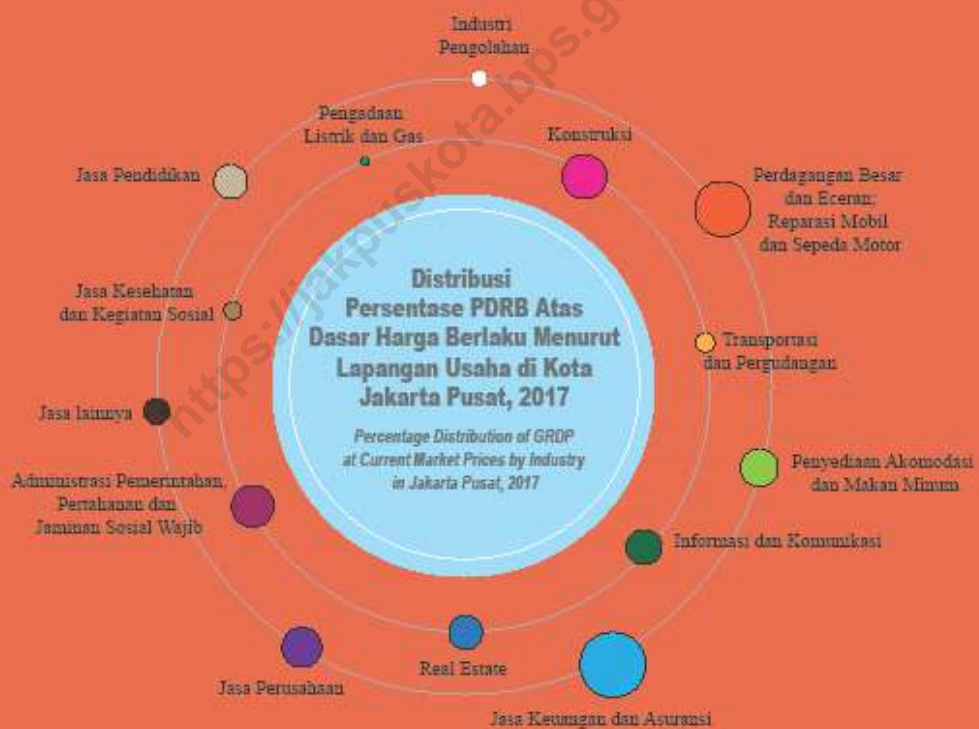 Industri
Pengolahan
Pengadaan
Listrik dan Gas
Konstruksi
Jasa Pendidikan
Perdagangan Besar
dan Eceran;
Reparasi Mobil
dan Sepeda Motor
Jasa Kesehatan
dan Kegiatan Sosial
Transportasi
dan Pergudangan
Jasa lainnya
Administrasi Pemerintahan,
Pertahanan dan
Jaminan Sosial Wajib
Penyediaan Akomodasi
dan Makan Minum
Informasi dan Komunikasi
Real Estate
Jasa Perusahaan
Jasa Keuangan dan Asuransi
Distribusi
Persentase PDRB Atas
Dasar Harga Berlaku Menurut
Lapangan Usaha di Kota
Jakarta Pusat, 2017
Percentage Distribution of GRDP
at Current Market Prices by Industry
in Jakarta Pusat, 2017
https://jakpuskota.bps.g